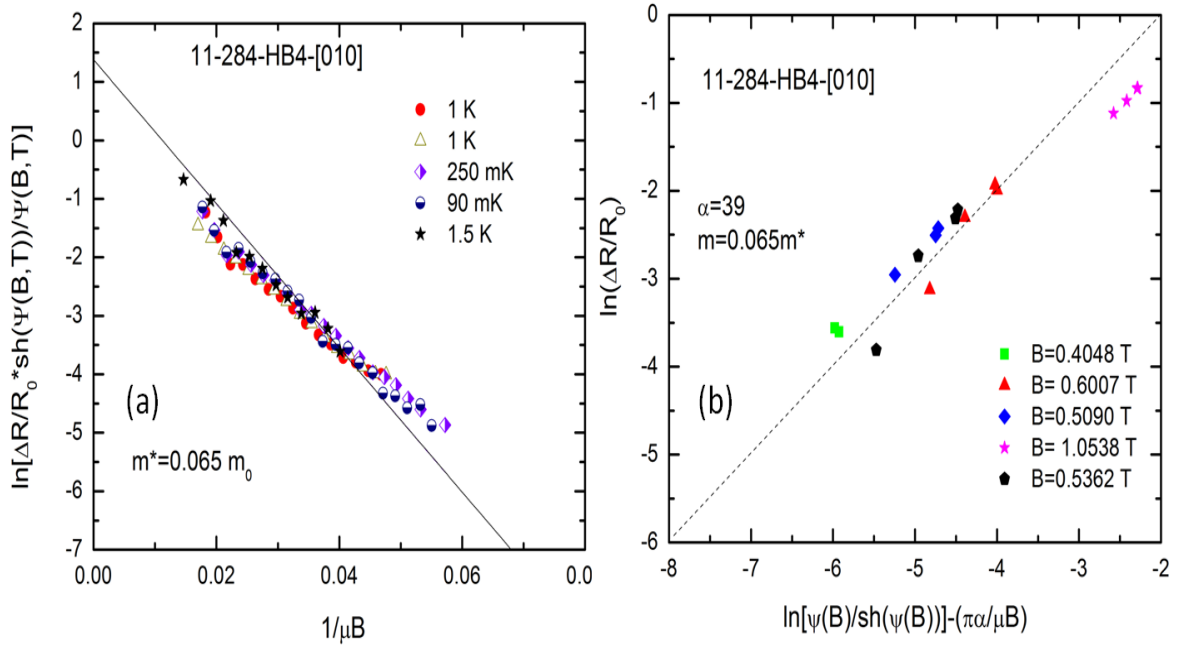 11-284-HB4-[010]
1 K
1 K
250 mK
90 mK
1.5 K
(a)
m*=0.065 m₀
2
1
0
-1
-2
-3
-4
-5
-6
-7
0.00
0.02
0.04
0.06
0.0
1/μB
ln[ΔR/R₀*sh(Ψ(B,T))/Ψ(B,T)]
11-284-HB4-[010]
α=39
m=0.065m*
(b)
B=0.4048 T
B= 0.6007 T
B=0.5090 T
B= 1.0538 T
B=0.5362 T
0
-1
-2
-3
-4
-5
-6
-8
-7
-6
-5
-4
-3
-2
ln[ψ(B)/sh(ψ(B))]-(πα/μB)
ln(ΔR/R₀)